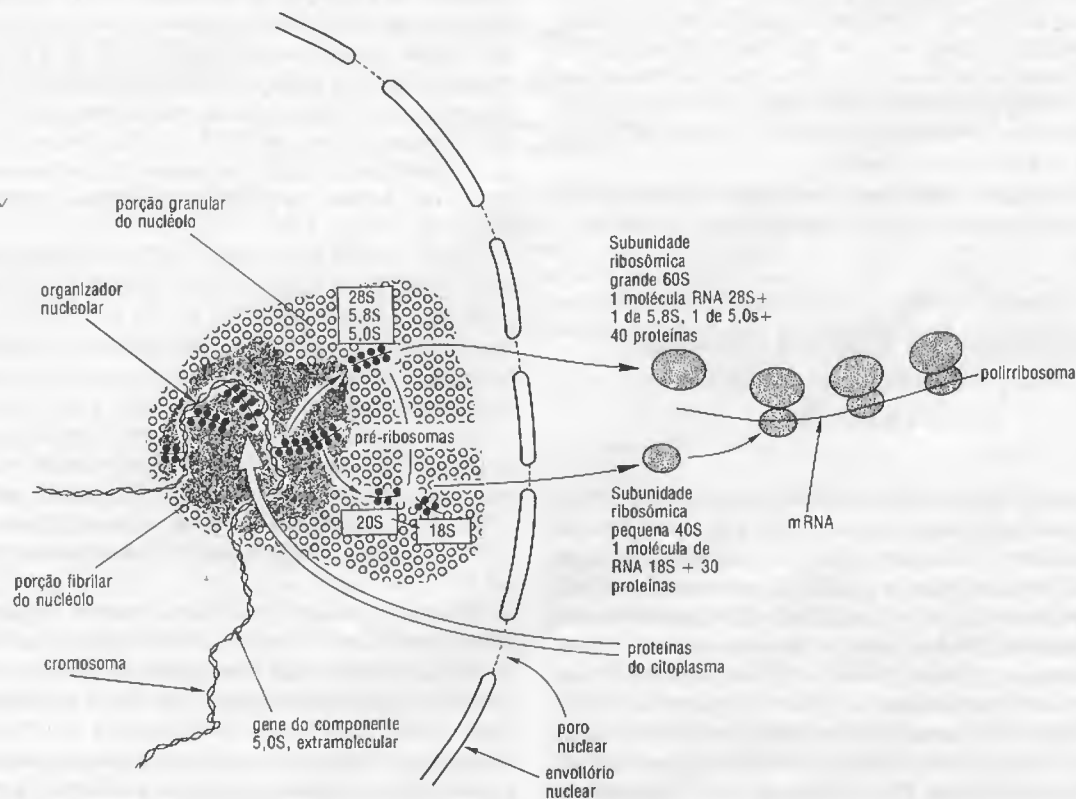 porção granular
do nucléolo
organizador
nucleolar
28S
5,8S
5.0S
pré-ribosomas
20S
18S
porção fibrilar
do nucléolo
cromosoma
gene do componente
5,0S, extramolecular
Subunidade
ribosômica
grande 60S
1 molécula RNA 28S+
1 de 5,8S, 1 de 5,0s+
40 proteínas
polirribosoma
mRNA
Subunidade
ribosômica
pequena 40S
1 molécula de
RNA 18S + 30
proteínas
proteínas
do citoplasma
poro
nuclear
envoltório
nuclear